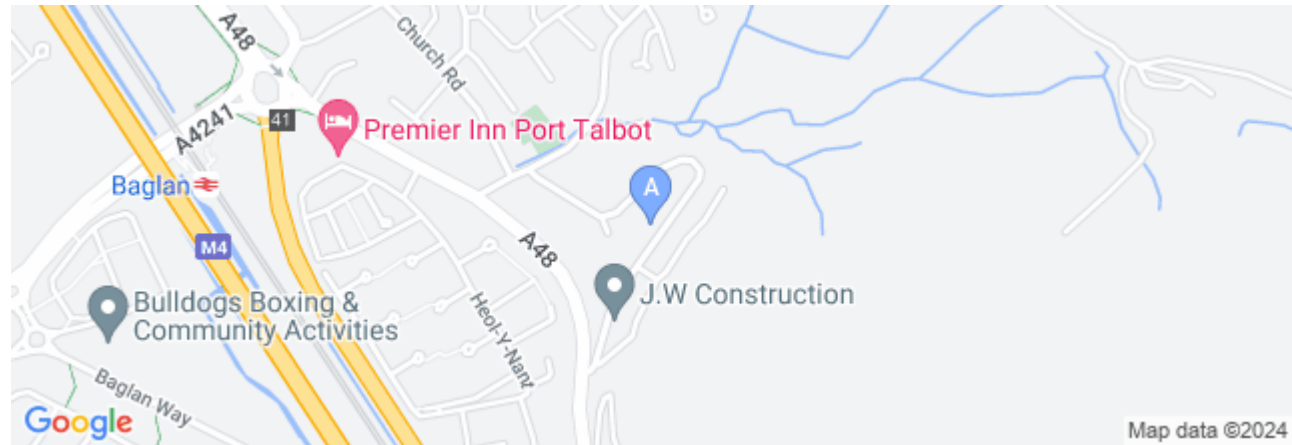 A48
Church Rd
A4241
41
Premier Inn Port Talbot
Baglan
A
A48
M4
J.W Construction
Bulldogs Boxing &
Community Activities
Heol-Y-Nant
Baglan Way
Google
Map data ©2024